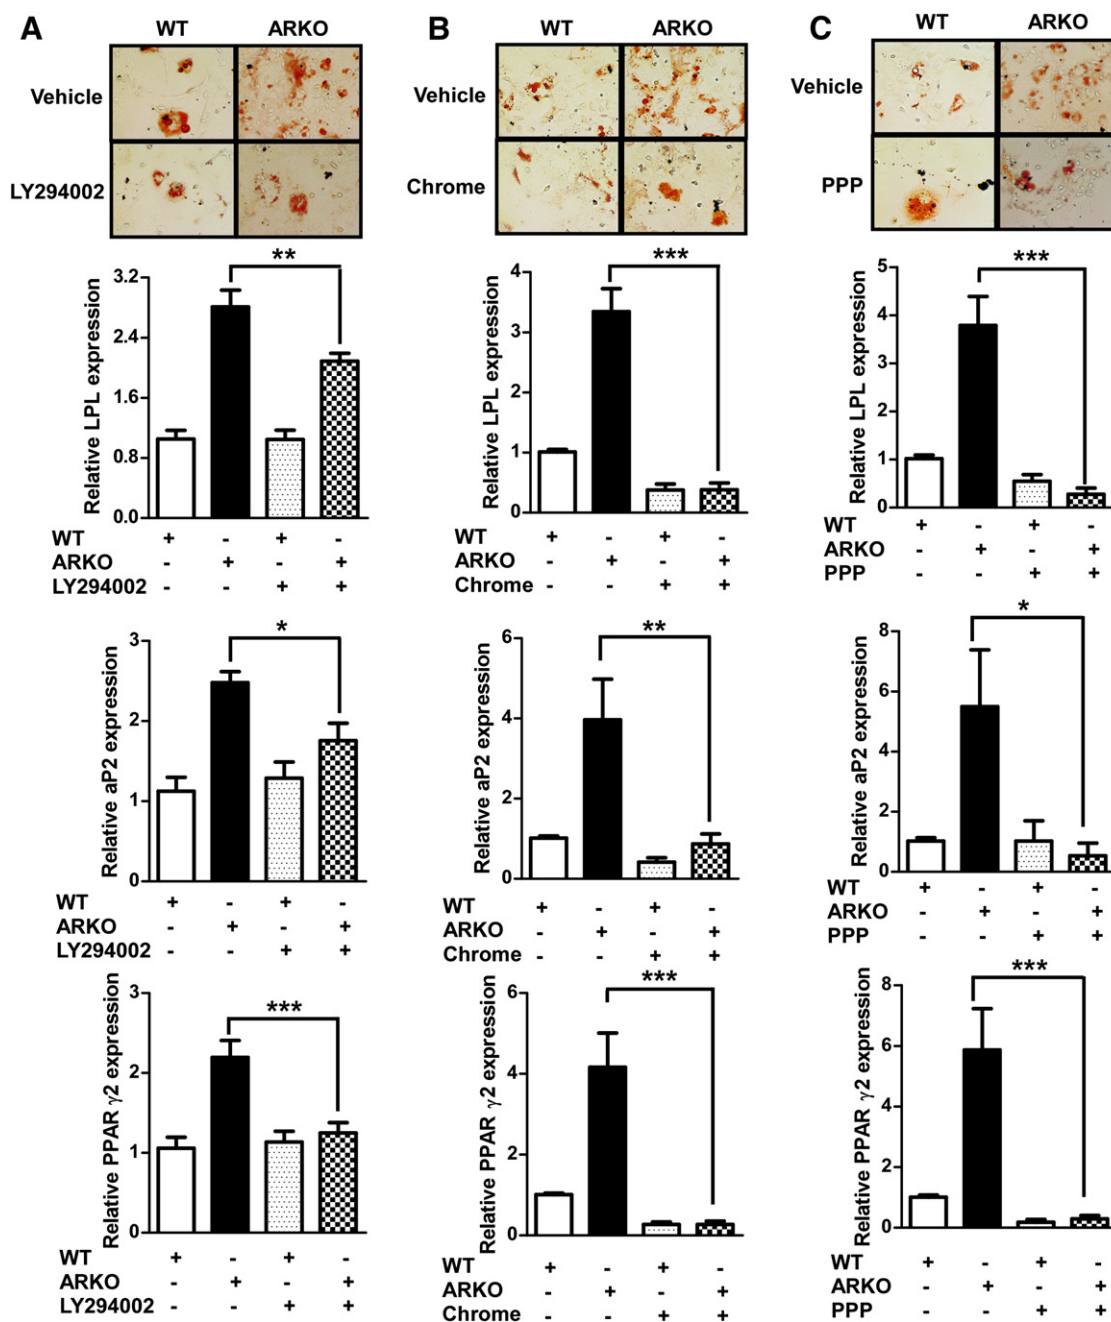 A
WT ARKO
Vehicle
LY294002
**
Relative LPL expression
3.2
2.4
1.6
0.8
0.0
WT + - + -
ARKO - + - +
LY294002 - - + +
*
Relative aP2 expression
3
2
1
0
WT + - + -
ARKO - + - +
LY294002 - - + +
***
Relative PPAR γ2 expression
3
2
1
0
WT + - + -
ARKO - + - +
LY294002 - - + +
B
WT ARKO
Vehicle
Chrome
***
Relative LPL expression
4
3
2
1
0
WT + - + -
ARKO - + - +
Chrome - - + +
**
Relative aP2 expression
6
4
2
0
WT + - + -
ARKO - + - +
Chrome - - + +
***
Relative PPAR γ2 expression
6
4
2
0
WT + - + -
ARKO - + - +
Chrome - - + +
C
WT ARKO
Vehicle
PPP
***
Relative LPL expression
5
4
3
2
1
0
WT + - + -
ARKO - + - +
PPP - - + +
*
Relative aP2 expression
8
6
4
2
0
WT + - + -
ARKO - + - +
PPP - - + +
***
Relative PPAR γ2 expression
8
6
4
2
0
WT + - + -
ARKO - + - +
PPP - - + +